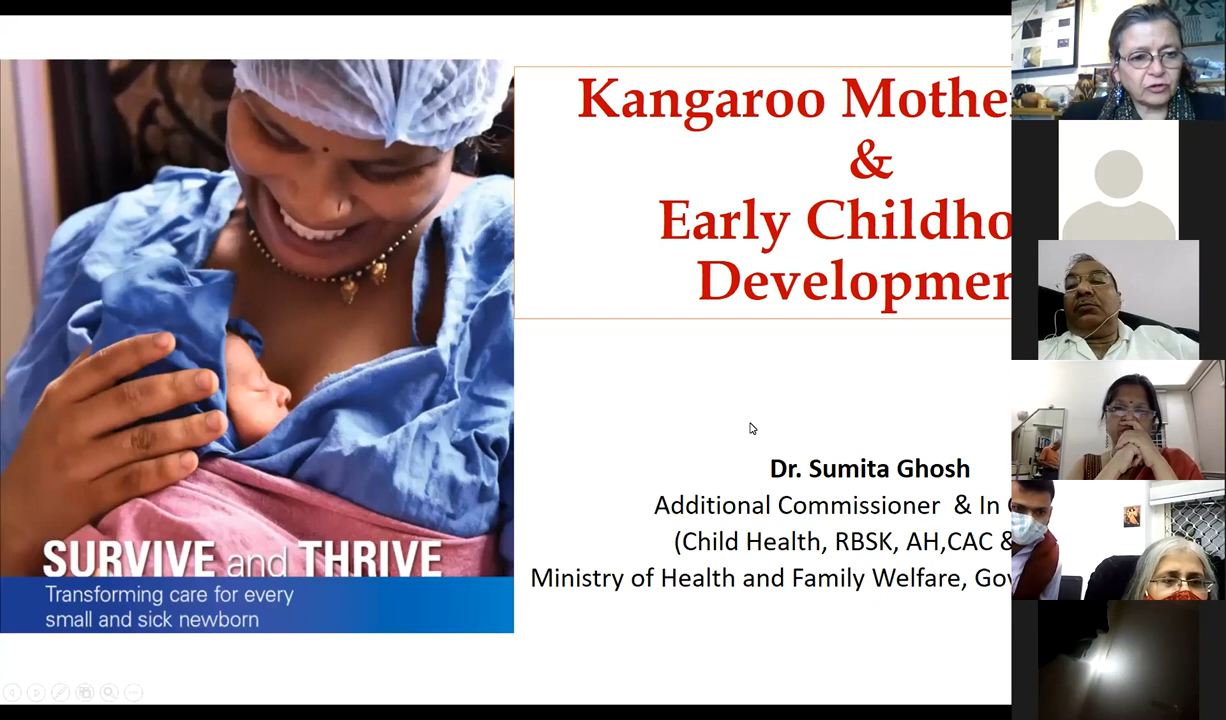 Kangaroo Mothe
&
Early Childho
Developmen
Dr. Sumita Ghosh
Additional Commissioner & In
(Child Health, RBSK, AH,CAC &
Ministry of Health and Family Welfare, Gov
SURVIVE and THRIVE
Transforming care for every
small and sick newborn